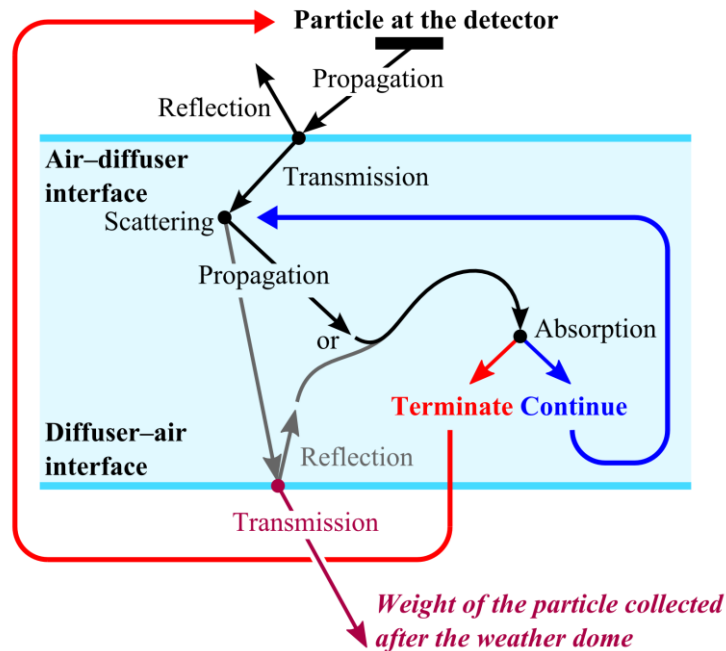 Particle at the detector
Propagation
Reflection
Air–diffuser
interface
Transmission
Scattering
Propagation
or
Absorption
Terminate Continue
Diffuser–air
interface
Reflection
Transmission
Weight of the particle collected
after the weather dome